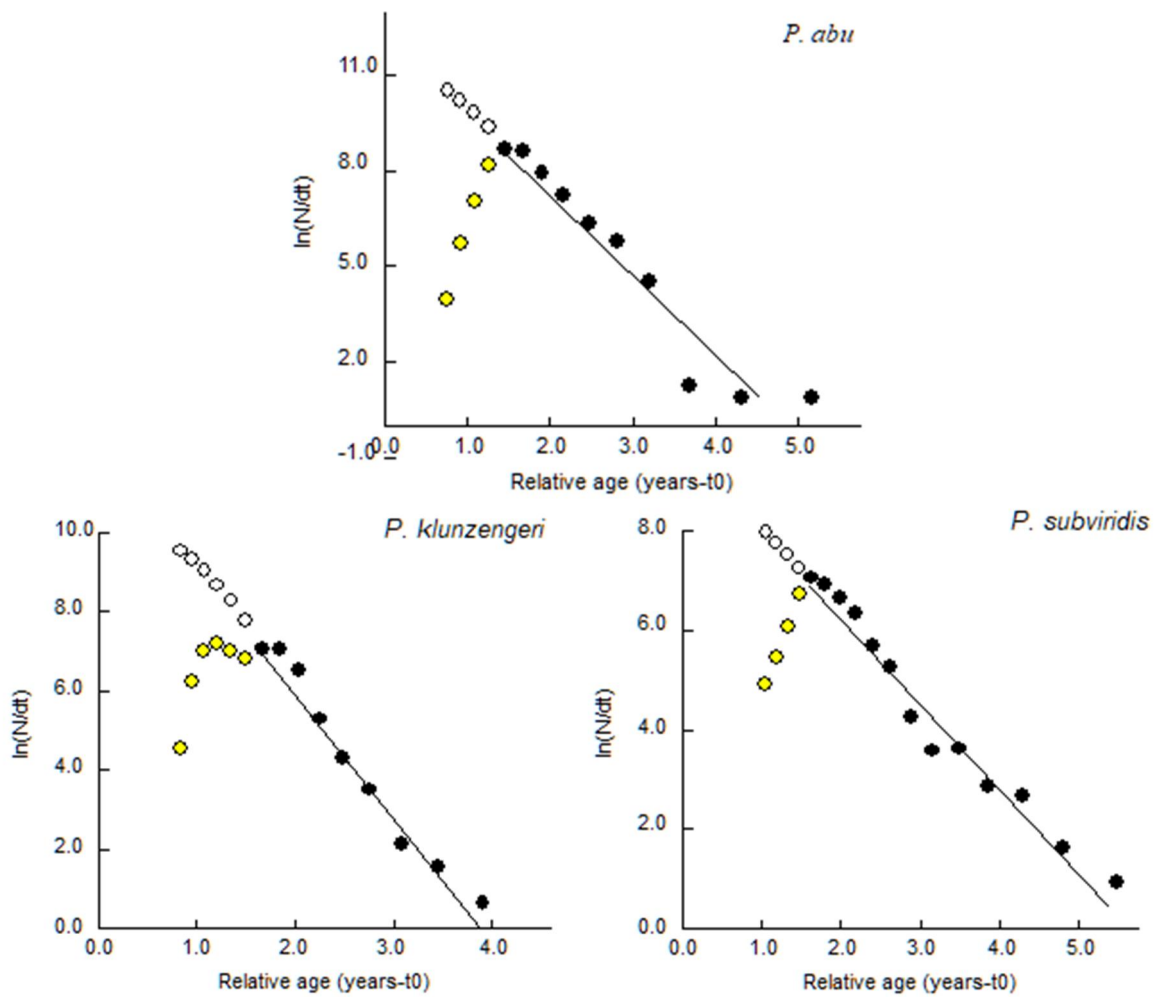 P. abu
11.0
8.0
5.0
2.0
-1.0
0.0 1.0 2.0 3.0 4.0 5.0
ln(N/dt)
Relative age (years-t0)
P. klunzengeri
10.0
8.0
6.0
4.0
2.0
0.0
0.0 1.0 2.0 3.0 4.0
ln(N/dt)
Relative age (years-t0)
P. subviridis
8.0
6.0
4.0
2.0
0.0
0.0 1.0 2.0 3.0 4.0 5.0
ln(N/dt)
Relative age (years-t0)